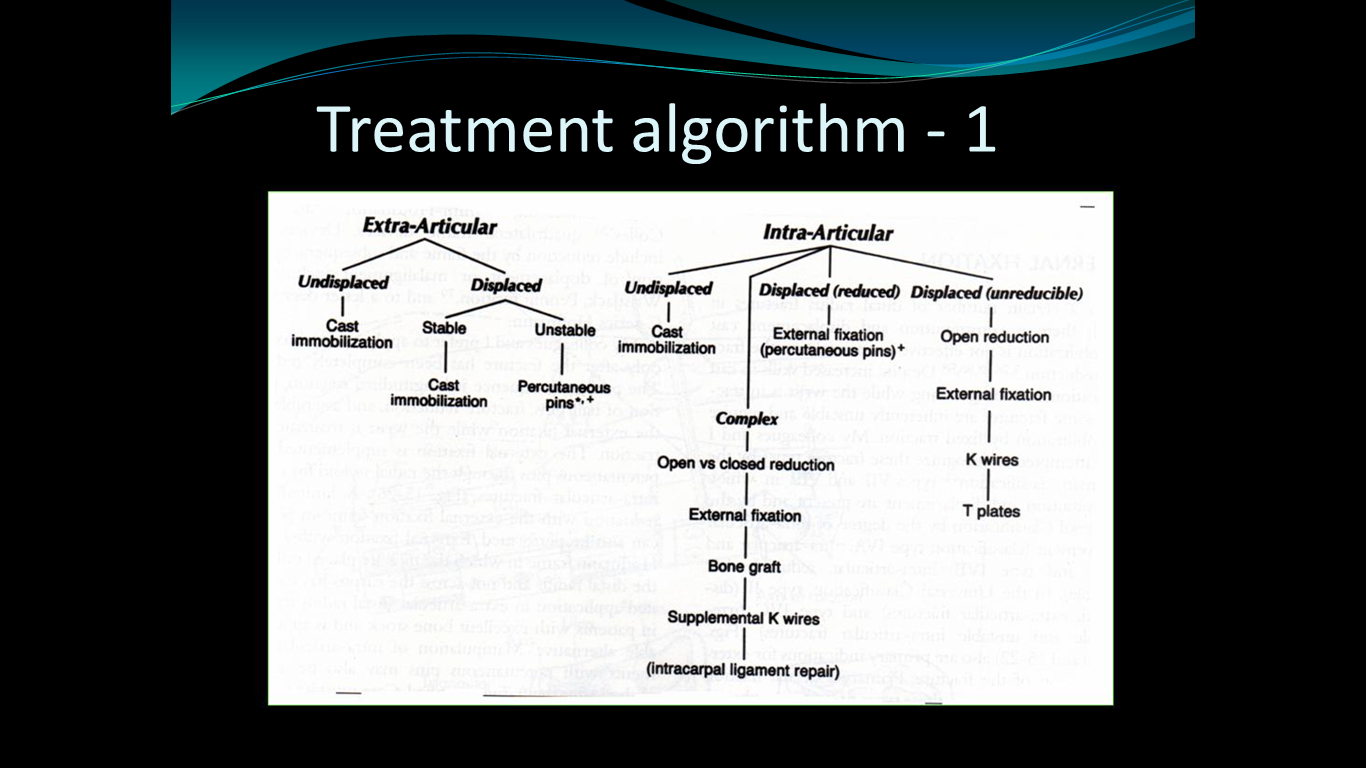 Treatment algorithm - 1
Extra-Articular
Undisplaced
Displaced
Cast
immobilization
Stable
Unstable
Cast
immobilization
Percutaneous
pins*,+
Intra-Articular
Undisplaced
Displaced (reduced)
Displaced (unreducible)
Cast
immobilization
External fixation
(percutaneous pins)+
Open reduction
External fixation
K wires
T plates
Complex
Open vs closed reduction
External fixation
Bone graft
Supplemental K wires
(intracarpal ligament repair)